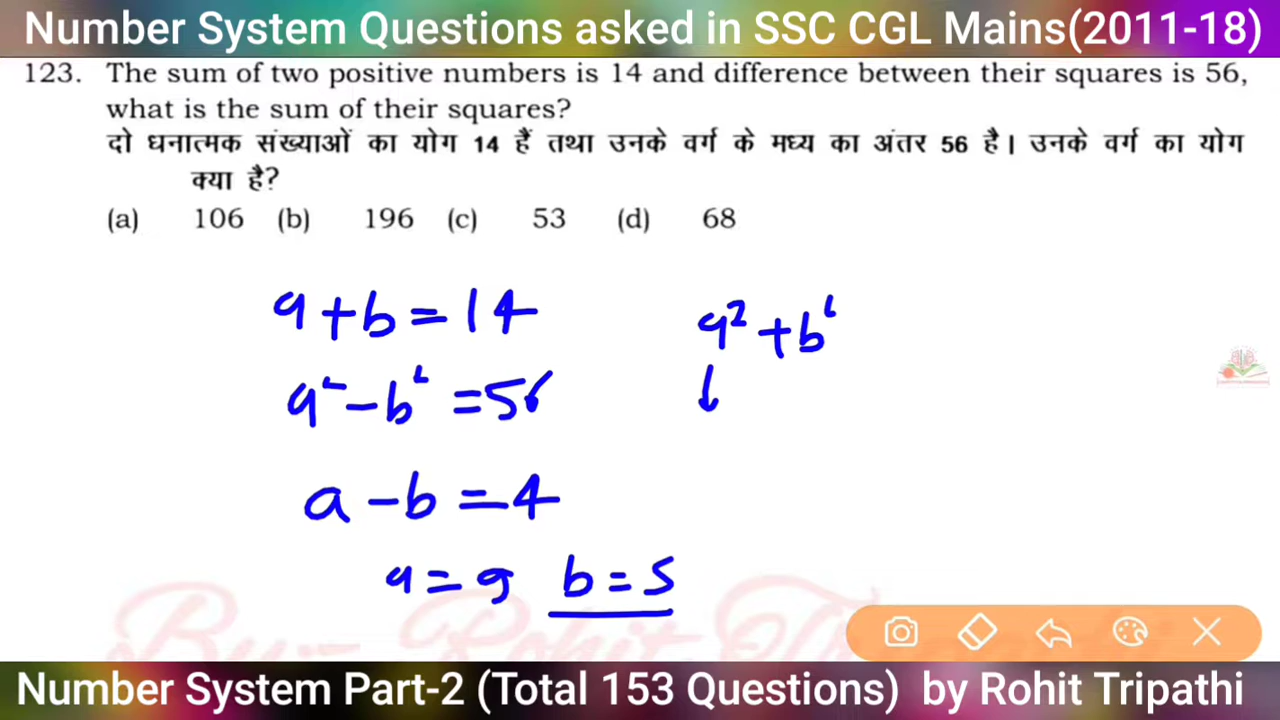 Number System Questions asked in SSC CGL Mains(2011-18)
123. The sum of two positive numbers is 14 and difference between their squares is 56,
what is the sum of their squares?
दो धनात्मक संख्याओं का योग 14 हैं तथा उनके वर्ग के मध्य का अंतर 56 है। उनके वर्ग का योग
क्या है?
(a) 106 (b) 196 (c) 53 (d) 68
a + b = 14
a² - b² = 56
a² + b²
↓
a - b = 4
a = 9 b = 5
By:- Rohit Tripathi
Number System Part-2 (Total 153 Questions) by Rohit Tripathi